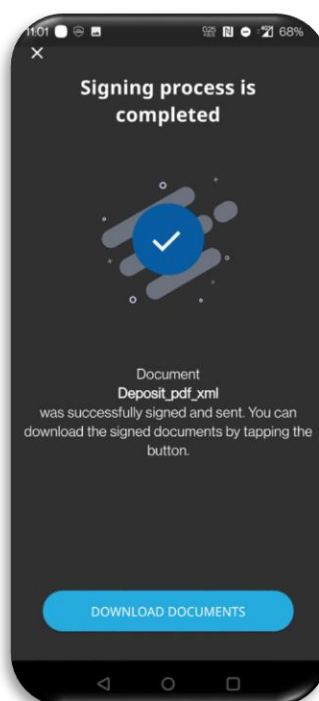 11:01
68%
Signing process is
completed
Document
Deposit_pdf_xml
was successfully signed and sent. You can
download the signed documents by tapping the
button.
DOWNLOAD DOCUMENTS